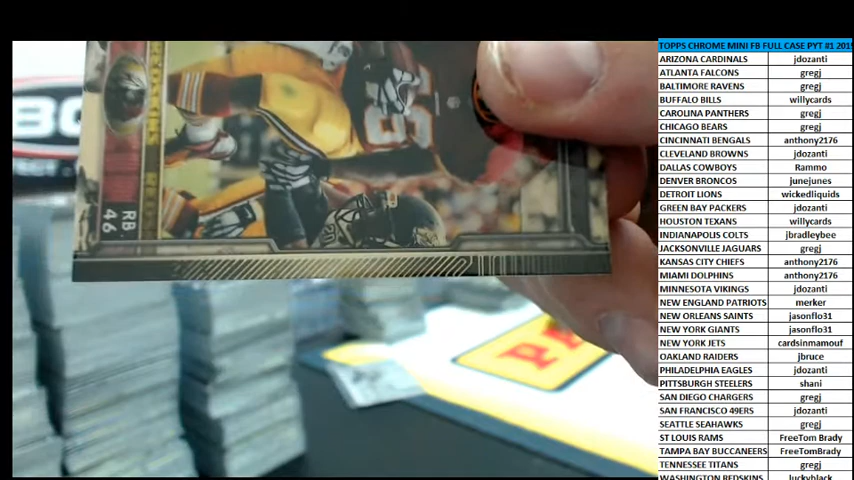 TOPPS CHROME MINI FB FULL CASE PYT #1 201
ARIZONA CARDINALS jdozanti
ATLANTA FALCONS gregj
BALTIMORE RAVENS gregj
BUFFALO BILLS willycards
CAROLINA PANTHERS gregj
CHICAGO BEARS gregj
CINCINNATI BENGALS anthony2176
CLEVELAND BROWNS jdozanti
DALLAS COWBOYS Rammo
DENVER BRONCOS junejunes
DETROIT LIONS wickedliquids
GREEN BAY PACKERS jdozanti
HOUSTON TEXANS willycards
INDIANAPOLIS COLTS jbradleybee
JACKSONVILLE JAGUARS gregj
KANSAS CITY CHIEFS anthony2176
MIAMI DOLPHINS anthony2176
MINNESOTA VIKINGS jdozanti
NEW ENGLAND PATRIOTS merker
NEW ORLEANS SAINTS jasonflo31
NEW YORK GIANTS jasonflo31
NEW YORK JETS cardsinmamouf
OAKLAND RAIDERS jbruce
PHILADELPHIA EAGLES jdozanti
PITTSBURGH STEELERS shani
SAN DIEGO CHARGERS gregj
SAN FRANCISCO 49ERS jdozanti
SEATTLE SEAHAWKS gregj
ST LOUIS RAMS FreeTom Brady
TAMPA BAY BUCCANEERS FreeTomBrady
TENNESSEE TITANS gregj
WASHINGTON REDSKINS luckyblack
REDSKINS
RB
46